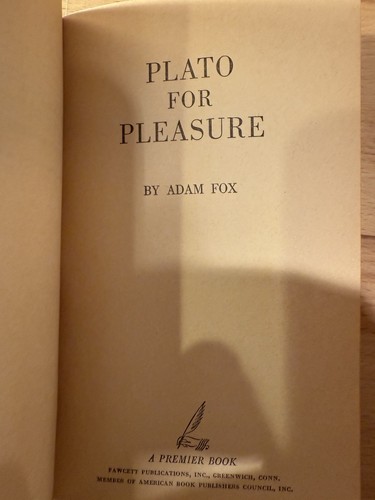 PLATO
FOR
PLEASURE
BY ADAM FOX
A PREMIER BOOK
FAWCETT PUBLICATIONS, INC., GREENWICH, CONN.
MEMBER OF AMERICAN BOOK PUBLISHERS COUNCIL, INC.